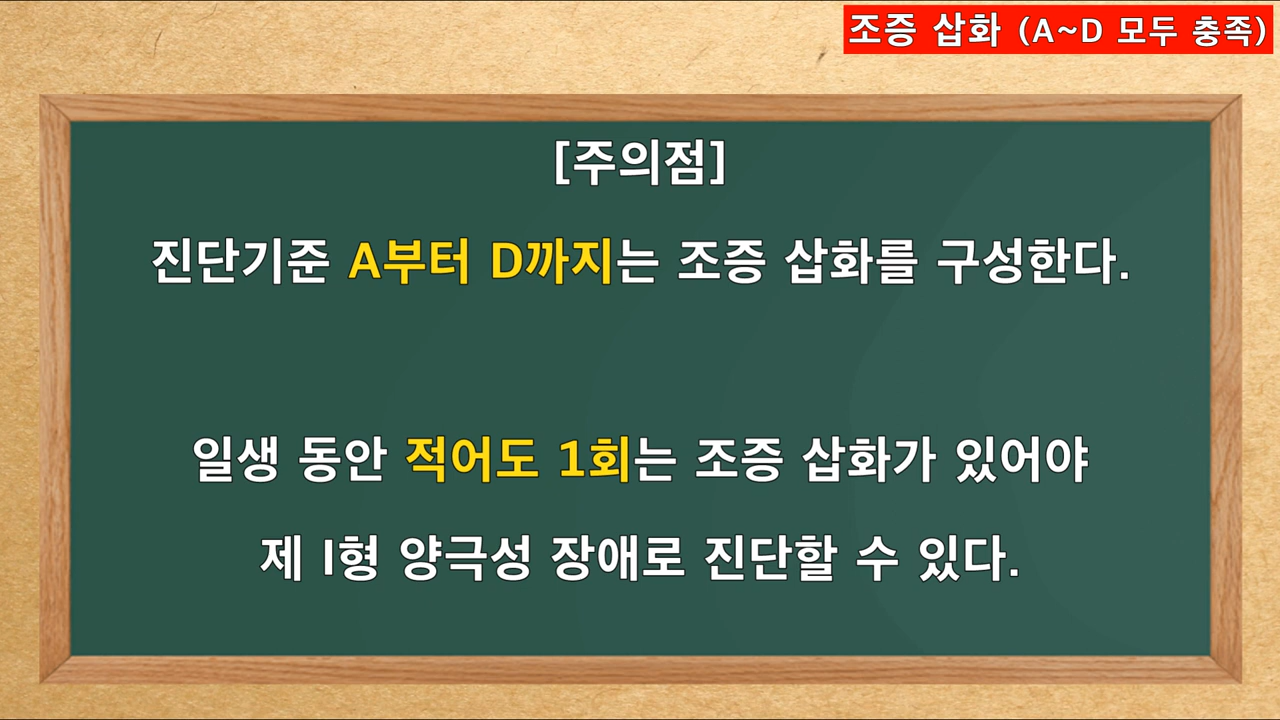 조증 삽화 (A~D 모두 충족)
[주의점]
진단기준 A부터 D까지는 조증 삽화를 구성한다.
일생 동안 적어도 1회는 조증 삽화가 있어야
제 I형 양극성 장애로 진단할 수 있다.